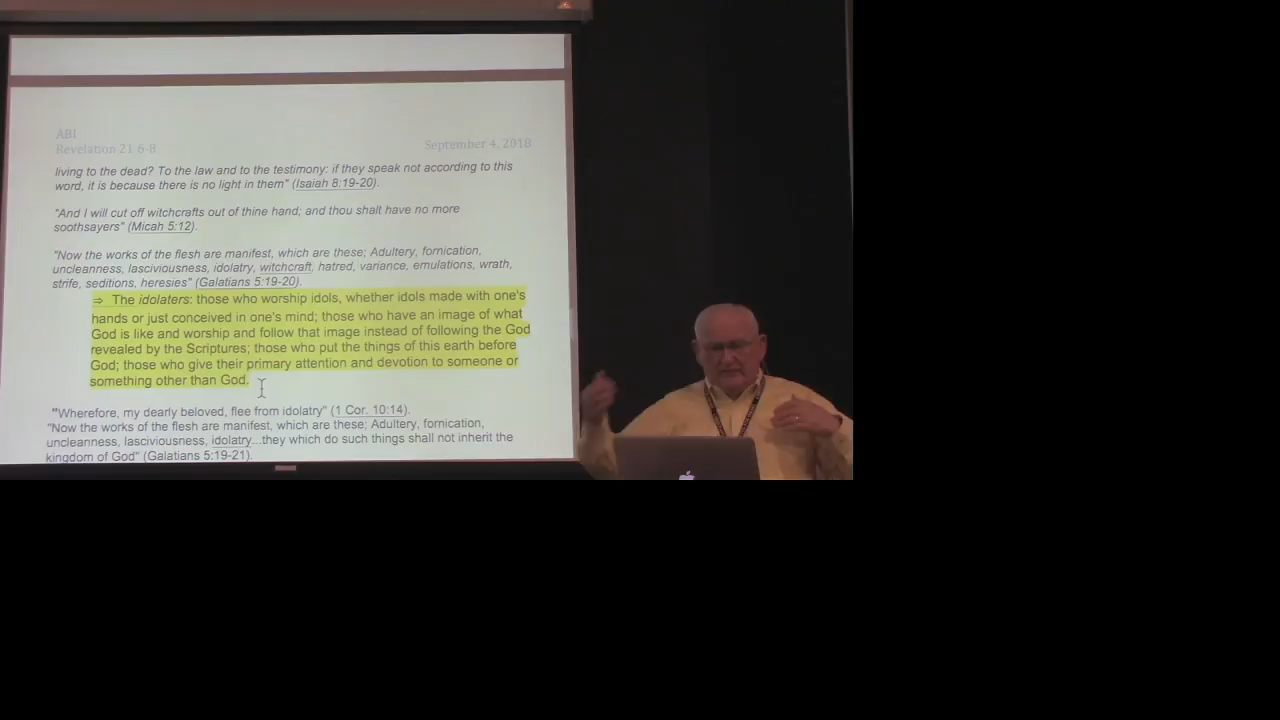 ABI
Revelation 21 6-8
September 4, 2018
living to the dead? To the law and to the testimony: if they speak not according to this
word, it is because there is no light in them" (Isaiah 8:19-20).
"And I will cut off witchcrafts out of thine hand; and thou shalt have no more
soothsayers" (Micah 5:12).
"Now the works of the flesh are manifest, which are these; Adultery, fornication,
uncleanness, lasciviousness, idolatry, witchcraft, hatred, variance, emulations, wrath,
strife, seditions, heresies" (Galatians 5:19-20).
⇒ The idolaters: those who worship idols, whether idols made with one's
hands or just conceived in one's mind; those who have an image of what
God is like and worship and follow that image instead of following the God
revealed by the Scriptures; those who put the things of this earth before
God; those who give their primary attention and devotion to someone or
something other than God.
"Wherefore, my dearly beloved, flee from idolatry" (1 Cor. 10:14).
"Now the works of the flesh are manifest, which are these; Adultery, fornication,
uncleanness, lasciviousness, idolatry...they which do such things shall not inherit the
kingdom of God" (Galatians 5:19-21).